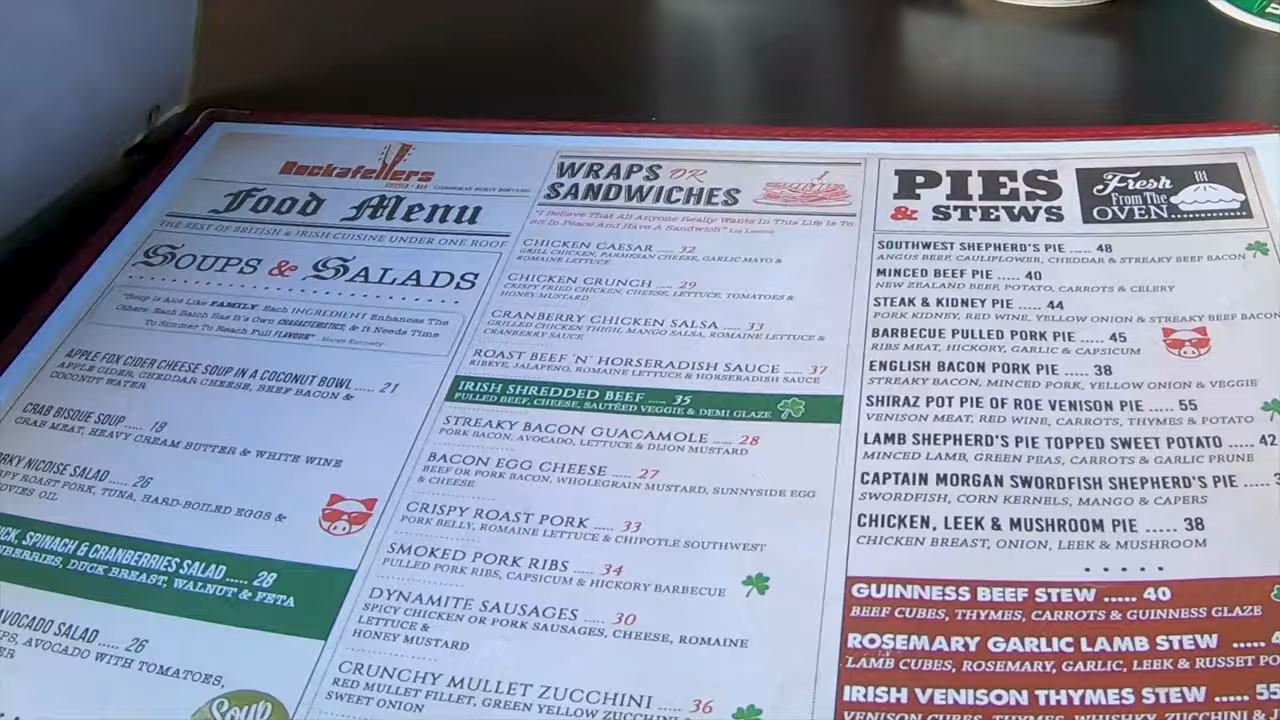 Rockafellers
CHANGKAT BUKIT BINTANG
Food Menu
THE BEST OF BRITISH & IRISH CUISINE UNDER ONE ROOF
SOUPS & SALADS
"Soup Is Alot Like FAMILY. Each INGREDIENT Enhances The
Others; Each Batch Has It's Own CHARACTERISTICS, & It Needs Time
To Simmer To Reach Full FLAVOUR" Marge Kennedy
APPLE FOX CIDER CHEESE SOUP IN A COCONUT BOWL ..... 21
APPLE CIDER, CHEDDAR CHEESE, BEEF BACON &
COCONUT WATER
CRAB BISQUE SOUP ..... 18
CRAB MEAT, HEAVY CREAM BUTTER & WHITE WINE
NICOISE SALAD ..... 26
ROAST PORK, TUNA, HARD-BOILED EGGS &
OIL
SPINACH & CRANBERRIES SALAD ..... 28
DUCK BREAST, WALNUT & FETA
AVOCADO SALAD ..... 26
AVOCADO WITH TOMATOES,
Soup
WRAPS OR
SANDWICHES
"I Believe That All Anyone Really Wants In This Life Is To
Sit In Peace And Have A Sandwich"
CHICKEN CAESAR ..... 32
GRILL CHICKEN, PARMESAN CHEESE, GARLIC MAYO &
ROMAINE LETTUCE
CHICKEN CRUNCH ..... 29
CRISPY FRIED CHICKEN, CHEESE, LETTUCE, TOMATOES &
HONEY MUSTARD
CRANBERRY CHICKEN SALSA ..... 33
GRILLED CHICKEN THIGH, MANGO SALSA, ROMAINE LETTUCE &
CRANBERRY SAUCE
ROAST BEEF 'N' HORSERADISH SAUCE ..... 37
RIBEYE, JALAPENO, ROMAINE LETTUCE & HORSERADISH SAUCE
IRISH SHREDDED BEEF ..... 35
PULLED BEEF, CHEESE, SAUTÉED VEGGIE & DEMI GLAZE
STREAKY BACON GUACAMOLE ..... 28
PORK BACON, AVOCADO, LETTUCE & DIJON MUSTARD
BACON EGG CHEESE ..... 27
BEEF OR PORK BACON, WHOLEGRAIN MUSTARD, SUNNYSIDE EGG
& CHEESE
CRISPY ROAST PORK ..... 33
PORK BELLY, ROMAINE LETTUCE & CHIPOTLE SOUTHWEST
SMOKED PORK RIBS ..... 34
PULLED PORK RIBS, CAPSICUM & HICKORY BARBECUE
DYNAMITE SAUSAGES ..... 30
SPICY CHICKEN OR PORK SAUSAGES, CHEESE, ROMAINE
LETTUCE &
HONEY MUSTARD
CRUNCHY MULLET ZUCCHINI ..... 36
RED MULLET FILLET, GREEN YELLOW ZUCCHINI &
SWEET ONION
PIES
& STEWS
Fresh
From The
OVEN
SOUTHWEST SHEPHERD'S PIE ..... 48
ANGUS BEEF, CAULIFLOWER, CHEDDAR & STREAKY BEEF BACON
MINCED BEEF PIE ..... 40
NEW ZEALAND BEEF, POTATO, CARROTS & CELERY
STEAK & KIDNEY PIE ..... 44
PORK KIDNEY, RED WINE, YELLOW ONION & STREAKY BEEF BACON
BARBECUE PULLED PORK PIE ..... 45
RIBS MEAT, HICKORY, GARLIC & CAPSICUM
ENGLISH BACON PORK PIE ..... 38
STREAKY BACON, MINCED PORK, YELLOW ONION & VEGGIE
SHIRAZ POT PIE OF ROE VENISON PIE ..... 55
VENISON MEAT, RED WINE, CARROTS, THYMES & POTATO
LAMB SHEPHERD'S PIE TOPPED SWEET POTATO ..... 42
MINCED LAMB, GREEN PEAS, CARROTS & GARLIC PRUNE
CAPTAIN MORGAN SWORDFISH SHEPHERD'S PIE .....
SWORDFISH, CORN KERNELS, MANGO & CAPERS
CHICKEN, LEEK & MUSHROOM PIE ..... 38
CHICKEN BREAST, ONION, LEEK & MUSHROOM
GUINNESS BEEF STEW ..... 40
BEEF CUBES, THYMES, CARROTS & GUINNESS GLAZE
ROSEMARY GARLIC LAMB STEW .....
LAMB CUBES, ROSEMARY, GARLIC, LEEK & RUSSET
IRISH VENISON THYMES STEW ..... 55
VENISON CUBES, THYMES, WHISKY, ZUCCHINI &